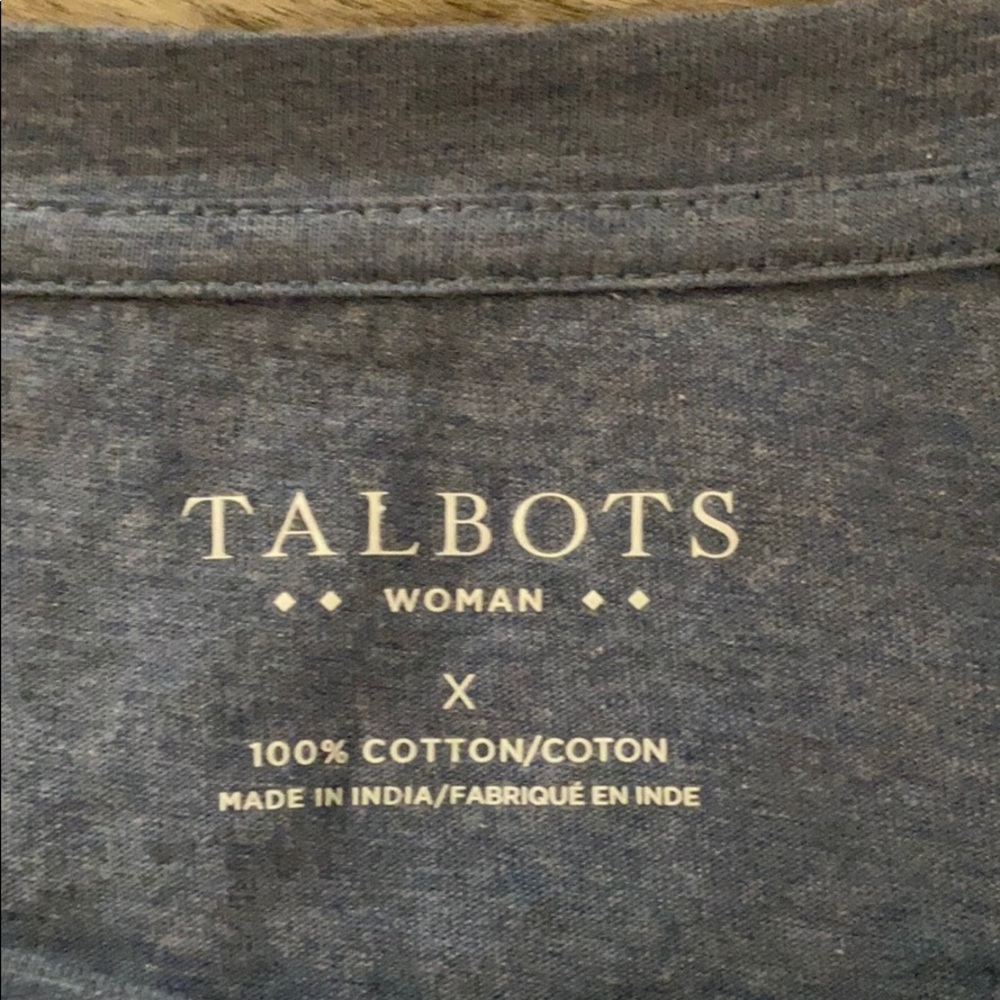 TALBOTS
WOMAN
X
100% COTTON/COTON
MADE IN INDIA/FABRIQUÉ EN INDE